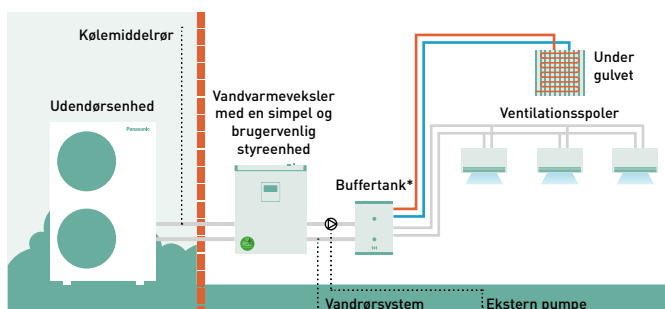 Kølemiddelrør
Udendørsenhed
Panasonic
Vandvarmeveksler
med en simpel og
brugervenlig
styreenhed
Buffertank*
Under
gulvet
Ventilationsspoler
Vandrørsystem
Ekstern pumpe